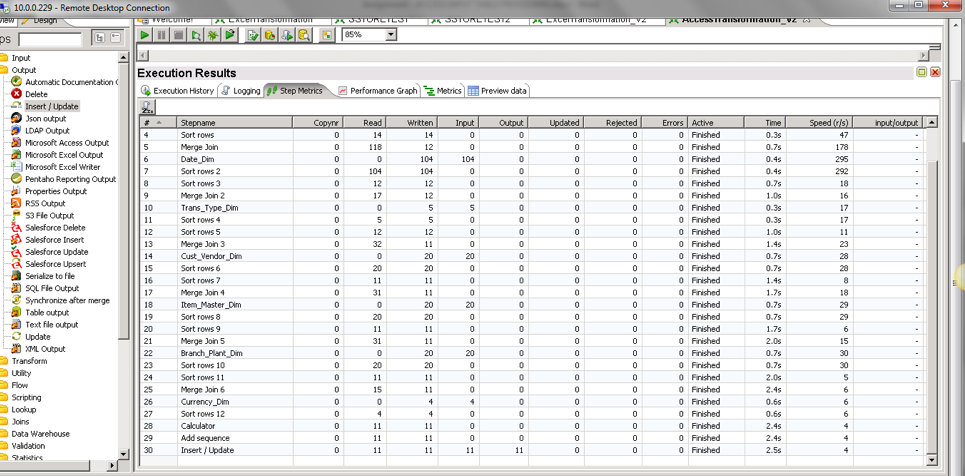 10.0.0.229 - Remote Desktop Connection
Design
Welcome!
ExcelTransformation
SSTORETEST
SSTORETEST2
ExcelTransformation_V2
AccessTransformation_V2
85%
Input
Output
Automatic Documentation
Delete
Insert / Update
Json output
LDAP Output
Microsoft Access Output
Microsoft Excel Output
Microsoft Excel Writer
Pentaho Reporting Output
Properties Output
RSS Output
S3 File Output
Salesforce Delete
Salesforce Insert
Salesforce Update
Salesforce Upsert
Serialize to file
SQL File Output
Synchronize after merge
Table output
Text file output
Update
XML Output
Transform
Utility
Flow
Scripting
Lookup
Joins
Data Warehouse
Validation
Statistics
Execution Results
Execution History Logging Step Metrics Performance Graph Metrics Preview data
# Stepname Copynr Read Written Input Output Updated Rejected Errors Active Time Speed (r/s) input/output
4 Sort rows 0 14 14 0 0 0 0 0 Finished 0.3s 47 -
5 Merge Join 0 118 12 0 0 0 0 0 Finished 0.7s 178 -
6 Date_Dim 0 0 104 104 0 0 0 0 Finished 0.4s 295 -
7 Sort rows 2 0 104 104 0 0 0 0 0 Finished 0.4s 292 -
8 Sort rows 3 0 12 12 0 0 0 0 0 Finished 0.7s 18 -
9 Merge Join 2 0 17 12 0 0 0 0 0 Finished 1.0s 16 -
10 Trans_Type_Dim 0 0 5 5 0 0 0 0 Finished 0.3s 17 -
11 Sort rows 4 0 5 5 0 0 0 0 0 Finished 0.3s 17 -
12 Sort rows 5 0 12 12 0 0 0 0 0 Finished 1.0s 11 -
13 Merge Join 3 0 32 11 0 0 0 0 0 Finished 1.4s 23 -
14 Cust_Vendor_Dim 0 0 20 20 0 0 0 0 Finished 0.7s 28 -
15 Sort rows 6 0 20 20 0 0 0 0 0 Finished 0.7s 28 -
16 Sort rows 7 0 11 11 0 0 0 0 0 Finished 1.4s 8 -
17 Merge Join 4 0 31 11 0 0 0 0 0 Finished 1.7s 18 -
18 Item_Master_Dim 0 0 20 20 0 0 0 0 Finished 0.7s 29 -
19 Sort rows 8 0 20 20 0 0 0 0 0 Finished 0.7s 29 -
20 Sort rows 9 0 11 11 0 0 0 0 0 Finished 1.7s 6 -
21 Merge Join 5 0 31 11 0 0 0 0 0 Finished 2.0s 15 -
22 Branch_Plant_Dim 0 0 20 20 0 0 0 0 Finished 0.7s 30 -
23 Sort rows 10 0 20 20 0 0 0 0 0 Finished 0.7s 30 -
24 Sort rows 11 0 11 11 0 0 0 0 0 Finished 2.0s 5 -
25 Merge Join 6 0 15 11 0 0 0 0 0 Finished 2.4s 6 -
26 Currency_Dim 0 0 4 4 0 0 0 0 Finished 0.6s 6 -
27 Sort rows 12 0 4 4 0 0 0 0 0 Finished 0.6s 6 -
28 Calculator 0 11 11 0 0 0 0 0 Finished 2.4s 4 -
29 Add sequence 0 11 11 0 0 0 0 0 Finished 2.4s 4 -
30 Insert / Update 0 11 11 11 11 0 0 0 Finished 2.5s 4 -